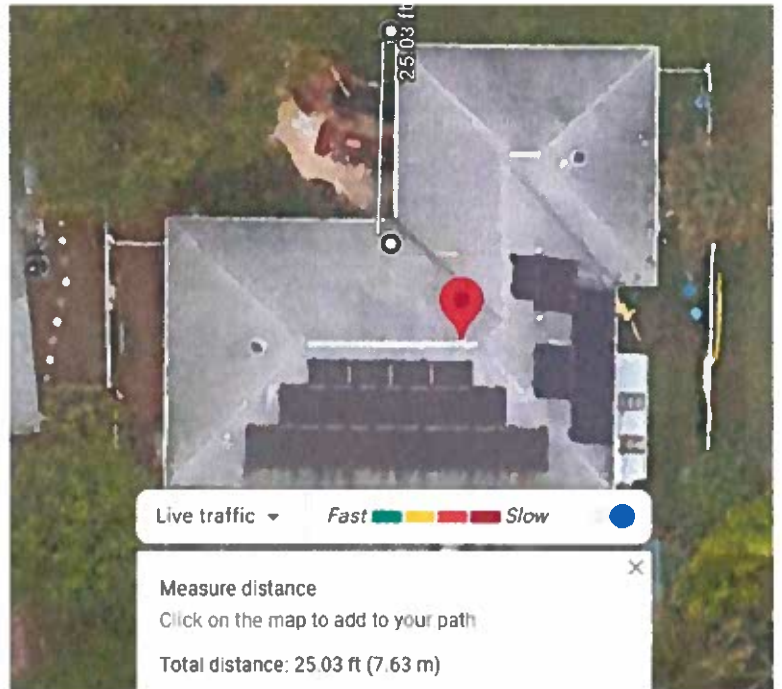 25.03 ft
Live traffic Fast Slow
Measure distance
Click on the map to add to your path
Total distance: 25.03 ft (7.63 m)